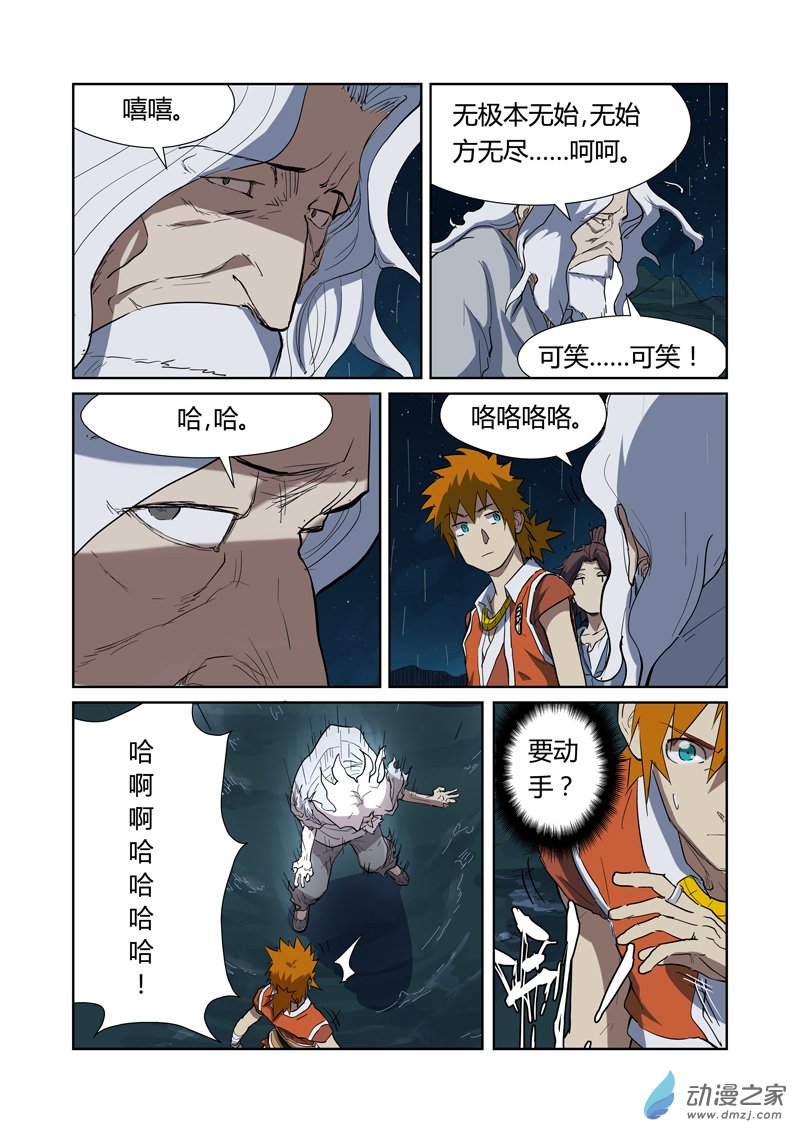 嘻嘻。
无极本无始，无始
方无尽……呵呵。
可笑……可笑！
哈，哈。
咯咯咯咯。
哈啊啊哈哈哈哈！
要动
手？
动漫之家
www.dmzj.com